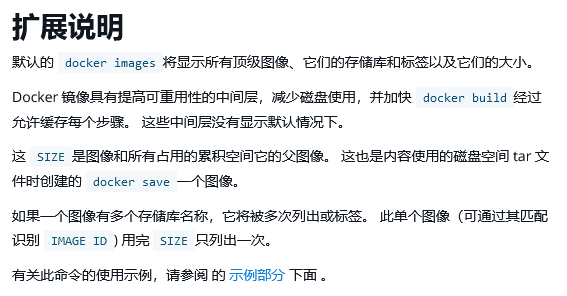 扩展说明
默认的 docker images 将显示所有顶级图像、它们的存储库和标签以及它们的大小。
Docker 镜像具有提高可重用性的中间层，减少磁盘使用，并加快 docker build 经过
允许缓存每个步骤。 这些中间层没有显示默认情况下。
这 SIZE 是图像和所有占用的累积空间它的父图像。 这也是内容使用的磁盘空间 tar 文
件时创建的 docker save 一个图像。
如果一个图像有多个存储库名称，它将被多次列出或标签。 此单个图像（可通过其匹配
识别 IMAGE ID ) 用完 SIZE 只列出一次。
有关此命令的使用示例，请参阅 的 示例部分 下面 。